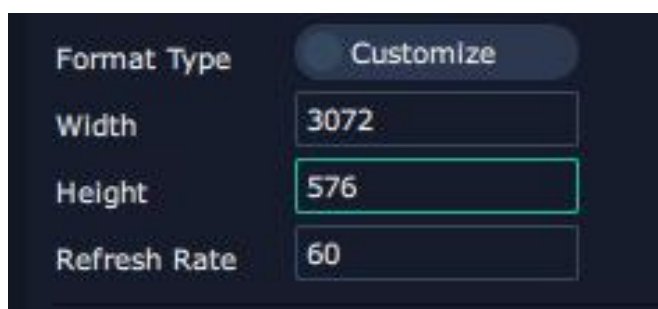 Format Type Customize
Width 3072
Height 576
Refresh Rate 60